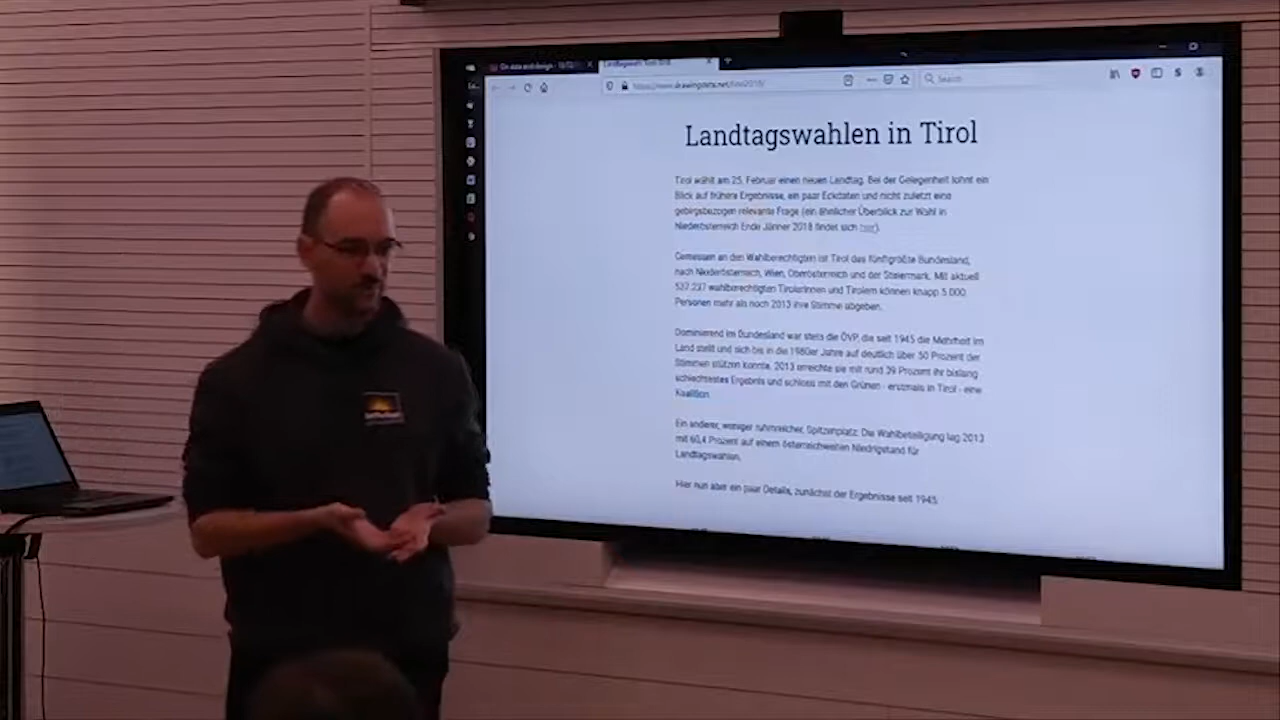 Landtagswahlen in Tirol
Tirol wählt am 25. Februar einen neuen Landtag. Bei der Gelegenheit lohnt ein
Blick auf frühere Ergebnisse, ein paar Eckdaten und nicht zuletzt eine
gebirgsbezogen relevante Frage (ein ähnlicher Überblick zur Wahl in
Niederösterreich Ende Jänner 2018 findet sich hier).
Gemessen an den Wahlberechtigten ist Tirol das fünftgrößte Bundesland,
nach Niederösterreich, Wien, Oberösterreich und der Steiermark. Mit aktuell
537.237 wahlberechtigten Tirolerinnen und Tirolern können knapp 5.000
Personen mehr als noch 2013 ihre Stimme abgeben.
Dominierend im Bundesland war stets die ÖVP, die seit 1945 die Mehrheit im
Land stellt und sich bis in die 1980er Jahre auf deutlich über 50 Prozent der
Stimmen stützen konnte. 2013 erreichte sie mit rund 39 Prozent ihr bislang
schlechtestes Ergebnis und schloss mit den Grünen - erstmals in Tirol - eine
Koalition.
Ein anderer, weniger ruhmreicher, Spitzenplatz: Die Wahlbeteiligung lag 2013
mit 60,4 Prozent auf einem österreichweiten Niedrigstand für
Landtagswahlen.
Hier nun aber ein paar Details, zunächst der Ergebnisse seit 1945.